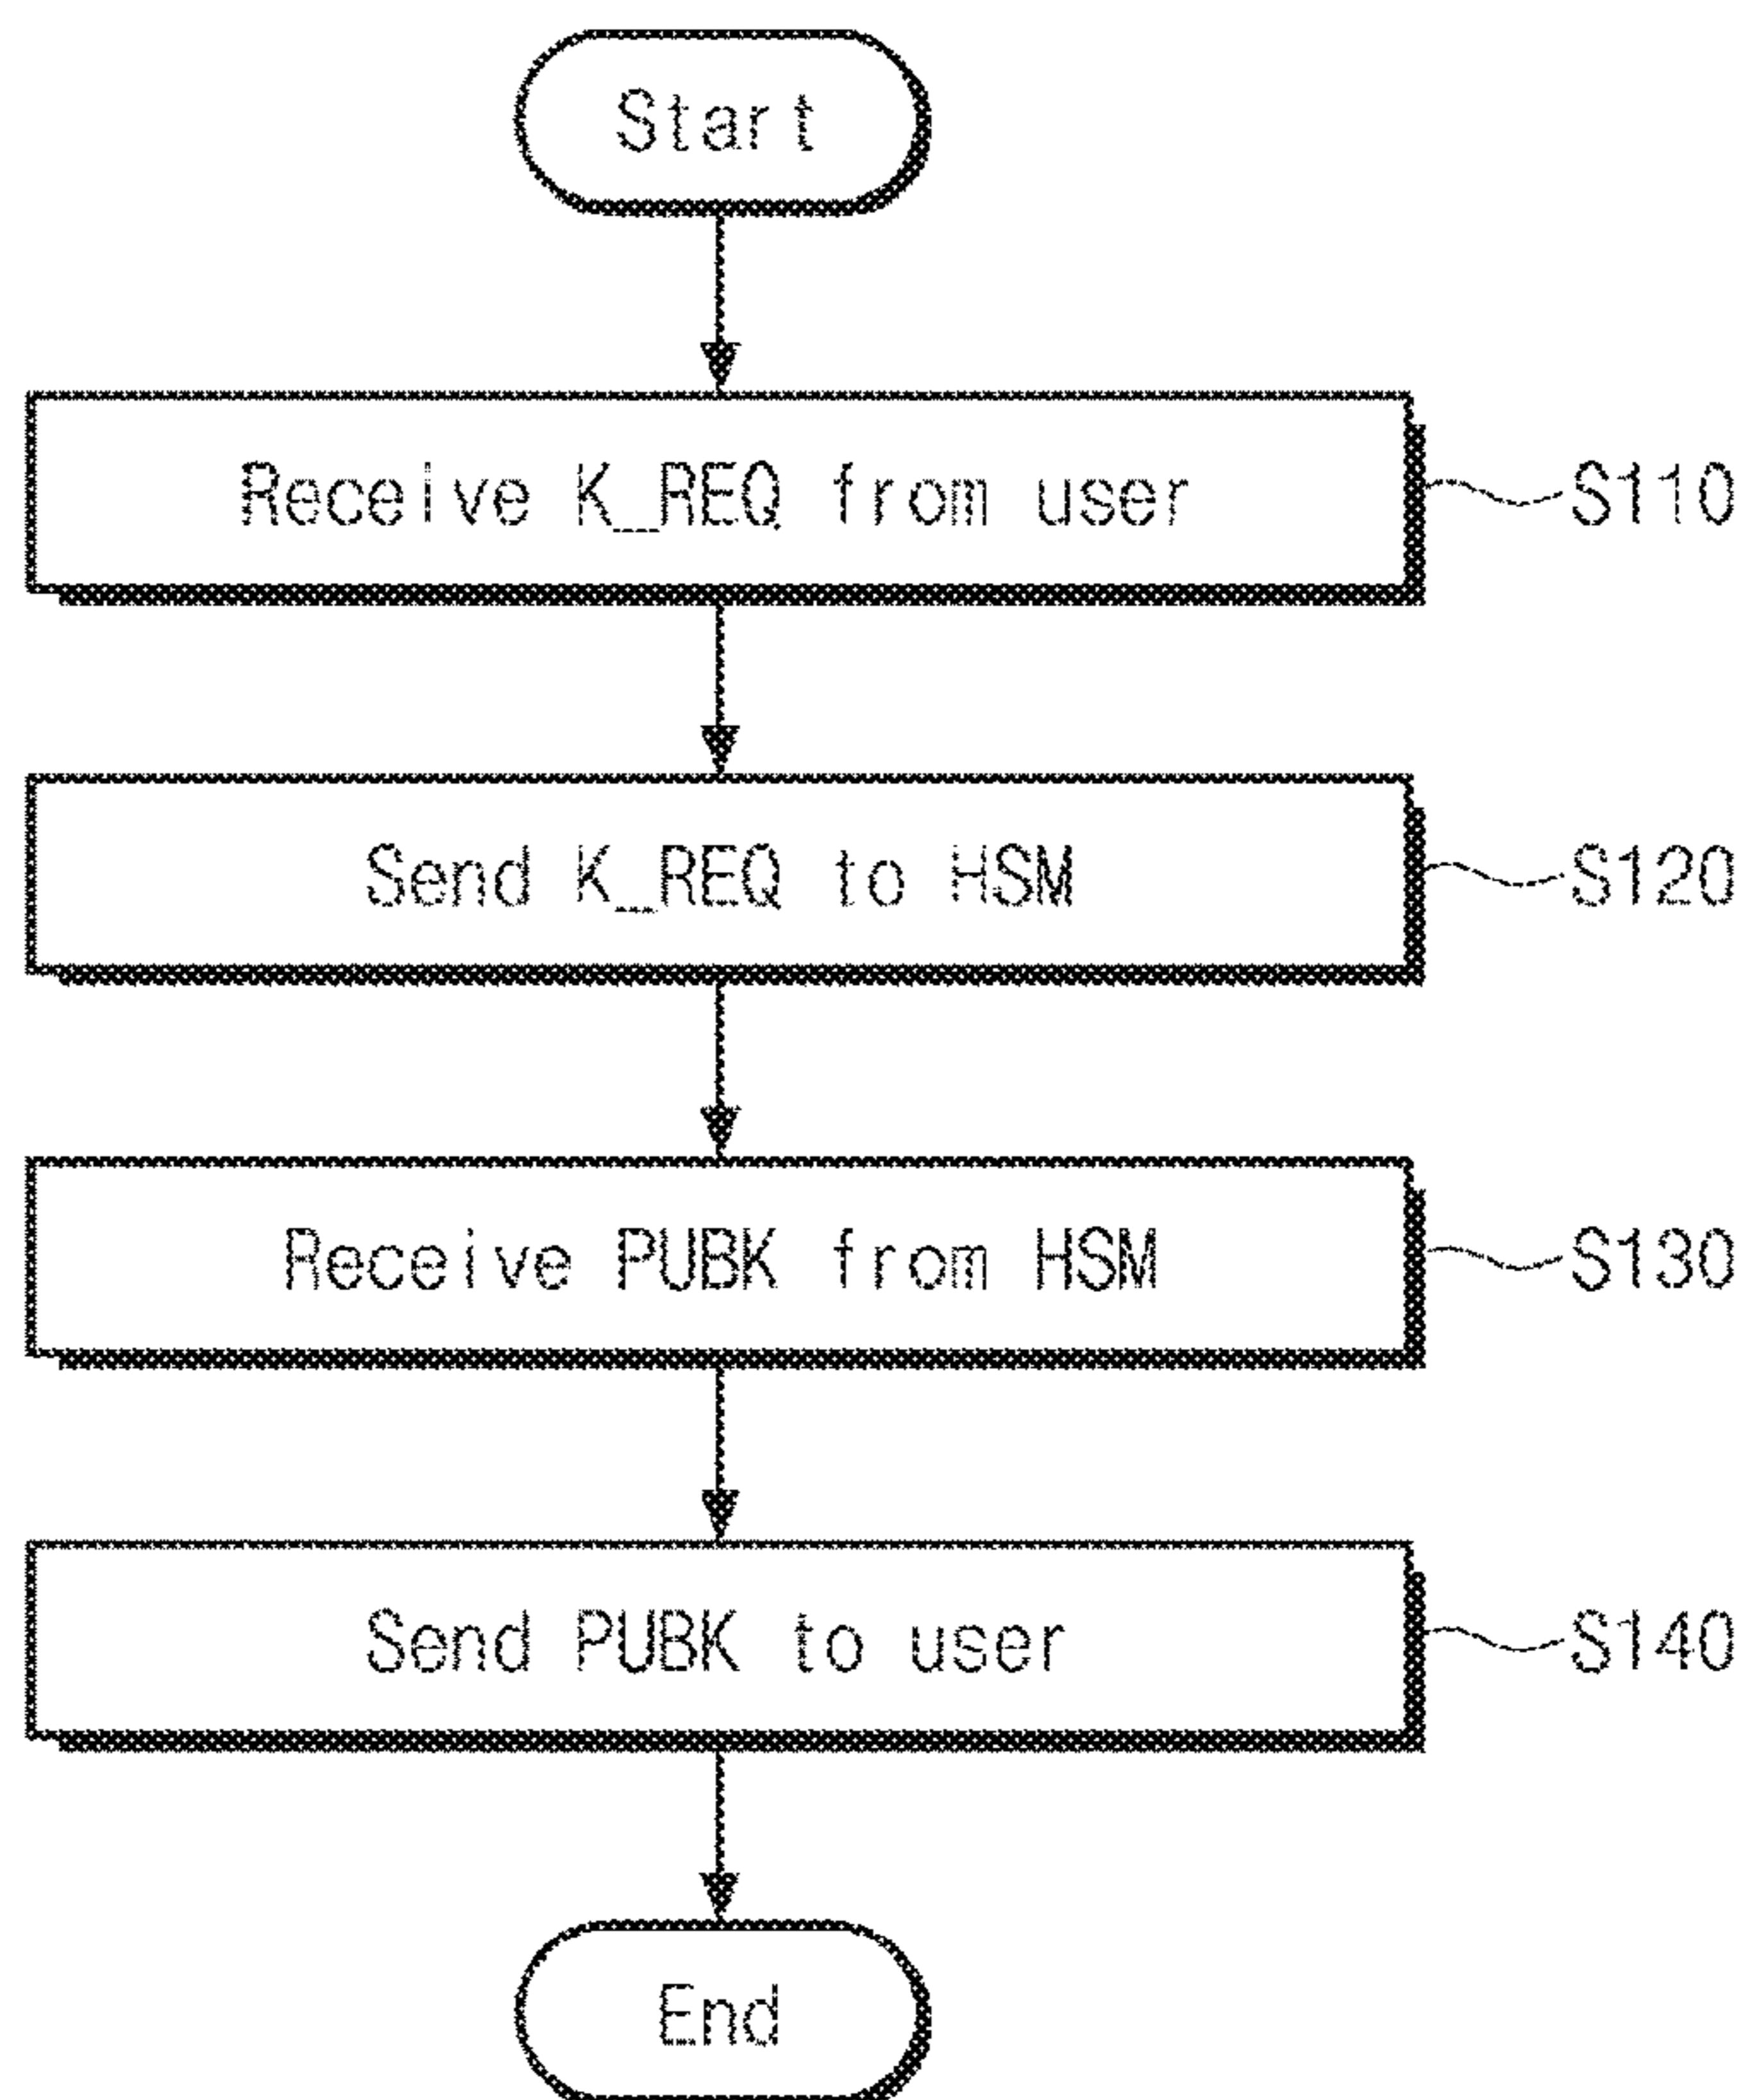 Start
Receive K_REQ from user
S110
Send K_REQ to HSM
S120
Receive PUBK from HSM
S130
Send PUBK to user
S140
End